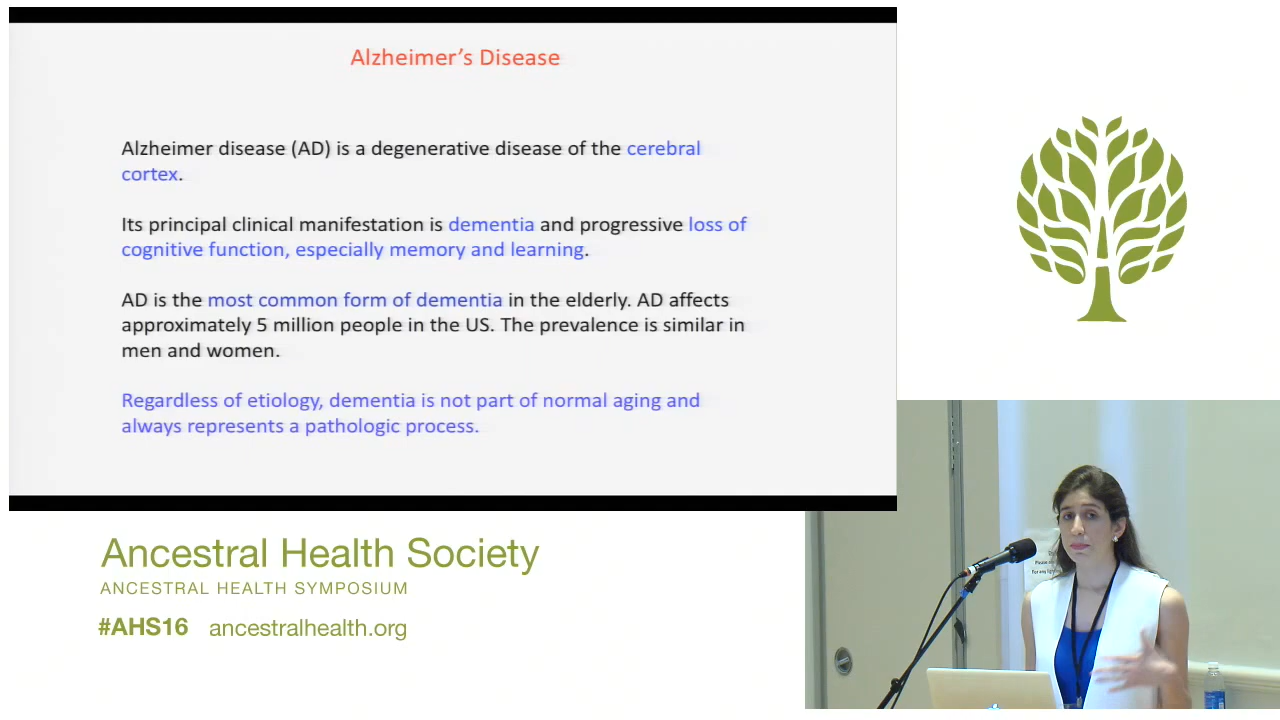 Alzheimer's Disease
Alzheimer disease (AD) is a degenerative disease of the cerebral
cortex.
Its principal clinical manifestation is dementia and progressive loss of
cognitive function, especially memory and learning.
AD is the most common form of dementia in the elderly. AD affects
approximately 5 million people in the US. The prevalence is similar in
men and women.
Regardless of etiology, dementia is not part of normal aging and
always represents a pathologic process.
Ancestral Health Society
ANCESTRAL HEALTH SYMPOSIUM
#AHS16 ancestralhealth.org